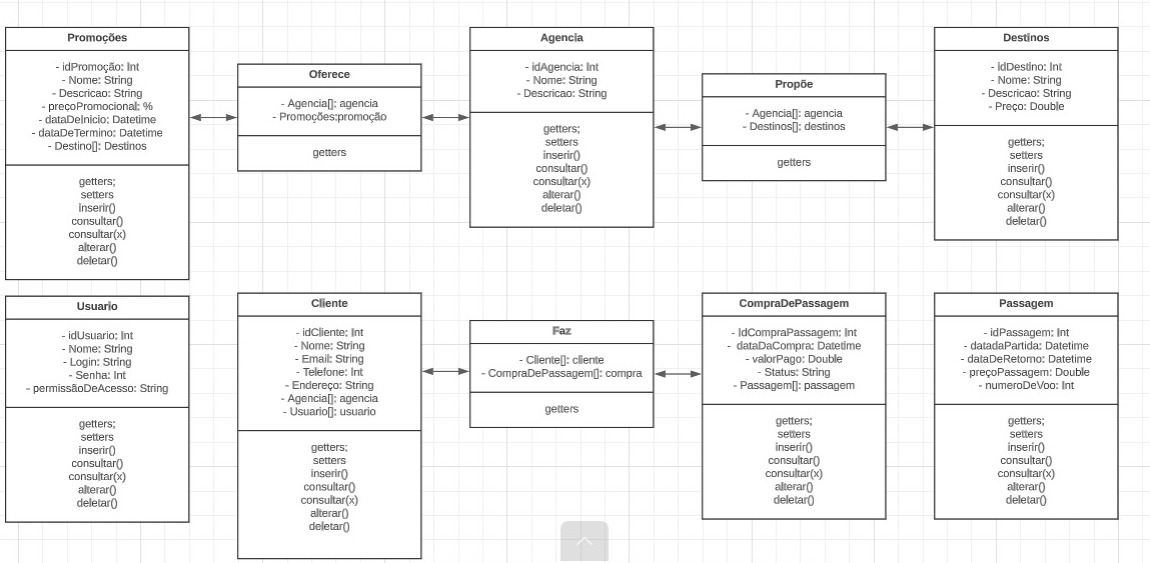 Promoções
- idPromoção: Int
- Nome: String
- Descricao: String
- preçoPromocional: %
- dataDeInicio: Datetime
- dataDeTermino: Datetime
- Destino[]: Destinos
getters;
setters
inserir()
consultar()
consultar(x)
alterar()
deletar()
Oferece
- Agencia[]: agencia
- Promoções:promoção
getters
Agencia
- idAgencia: Int
- Nome: String
- Descricao: String
getters;
setters
inserir()
consultar()
consultar(x)
alterar()
deletar()
Propõe
- Agencia[]: agencia
- Destinos[]: destinos
getters
Destinos
- idDestino: Int
- Nome: String
- Descricao: String
- Preço: Double
getters;
setters
inserir()
consultar()
consultar(x)
alterar()
deletar()
Usuario
- idUsuario: Int
- Nome: String
- Login: String
- Senha: Int
- permissãoDeAcesso: String
getters;
setters
inserir()
consultar()
consultar(x)
alterar()
deletar()
Cliente
- idCliente: Int
- Nome: String
- Email: String
- Telefone: Int
- Endereço: String
- Agencia[]: agencia
- Usuario[]: usuario
getters;
setters
inserir()
consultar()
consultar(x)
alterar()
deletar()
Faz
- Cliente[]: cliente
- CompraDePassagem[]: compra
getters
CompraDePassagem
- IdCompraPassagem: Int
- dataDaCompra: Datetime
- valorPago: Double
- Status: String
- Passagem[]: passagem
getters;
setters
inserir()
consultar()
consultar(x)
alterar()
deletar()
Passagem
- idPassagem: Int
- datadaPartida: Datetime
- dataDeRetorno: Datetime
- preçoPassagem: Double
- numeroDeVoo: Int
getters;
setters
inserir()
consultar()
consultar(x)
alterar()
deletar()